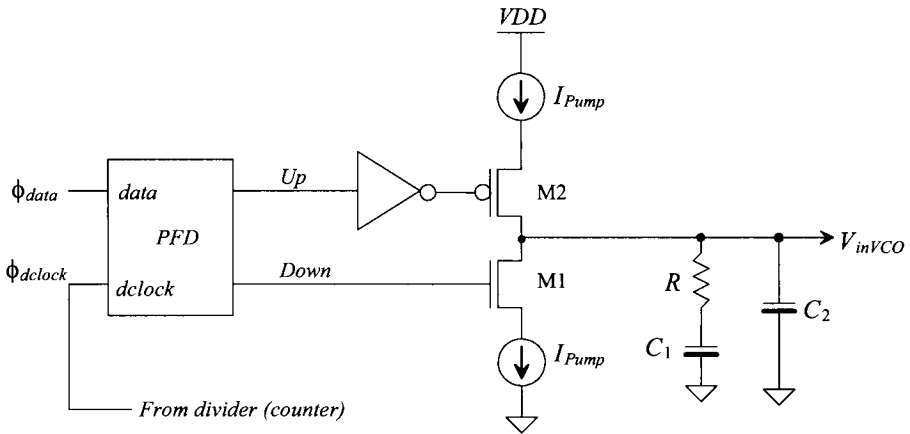 VDD
I_Pump
ϕ_data
data
Up
M2
PFD
V_inVCO
ϕ_dclock
dclock
Down
M1
R
C_2
C_1
I_Pump
From divider (counter)